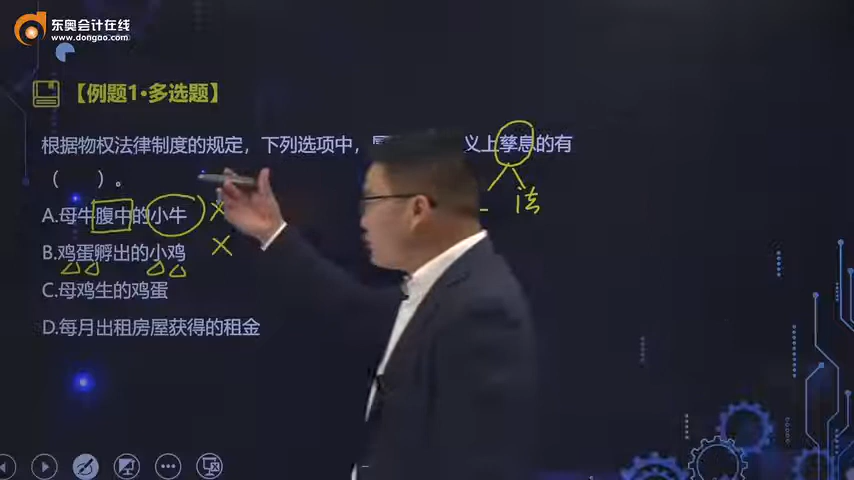 东奥会计在线
www.dongao.com
【例题1·多选题】
根据物权法律制度的规定，下列选项中，义上孳息的有
（ ）。
法
A.母牛腹中的小牛 ×
B.鸡蛋孵出的小鸡 ×
C.母鸡生的鸡蛋
D.每月出租房屋获得的租金